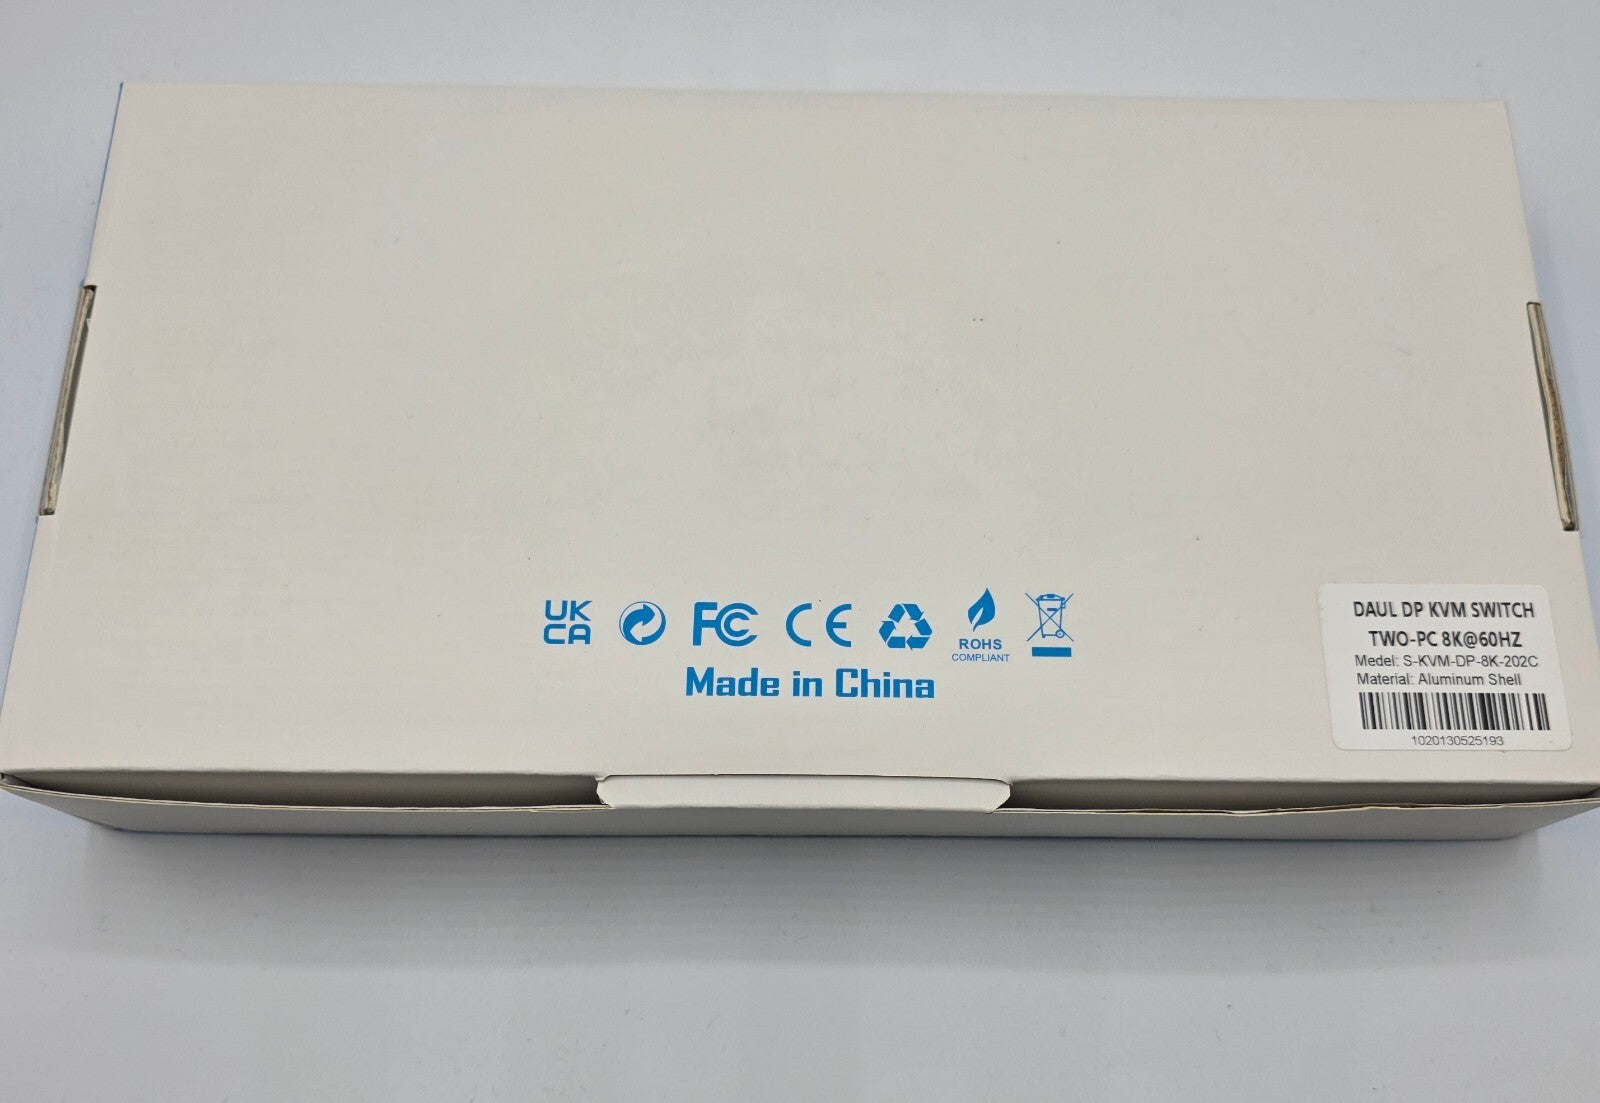 UK
CA
FC
CE
ROHS
COMPLIANT
Made in China
DAUL DP KVM SWITCH
TWO-PC 8K@60HZ
Medel: S-KVM-DP-8K-202C
Material: Aluminum Shell
1020130525193